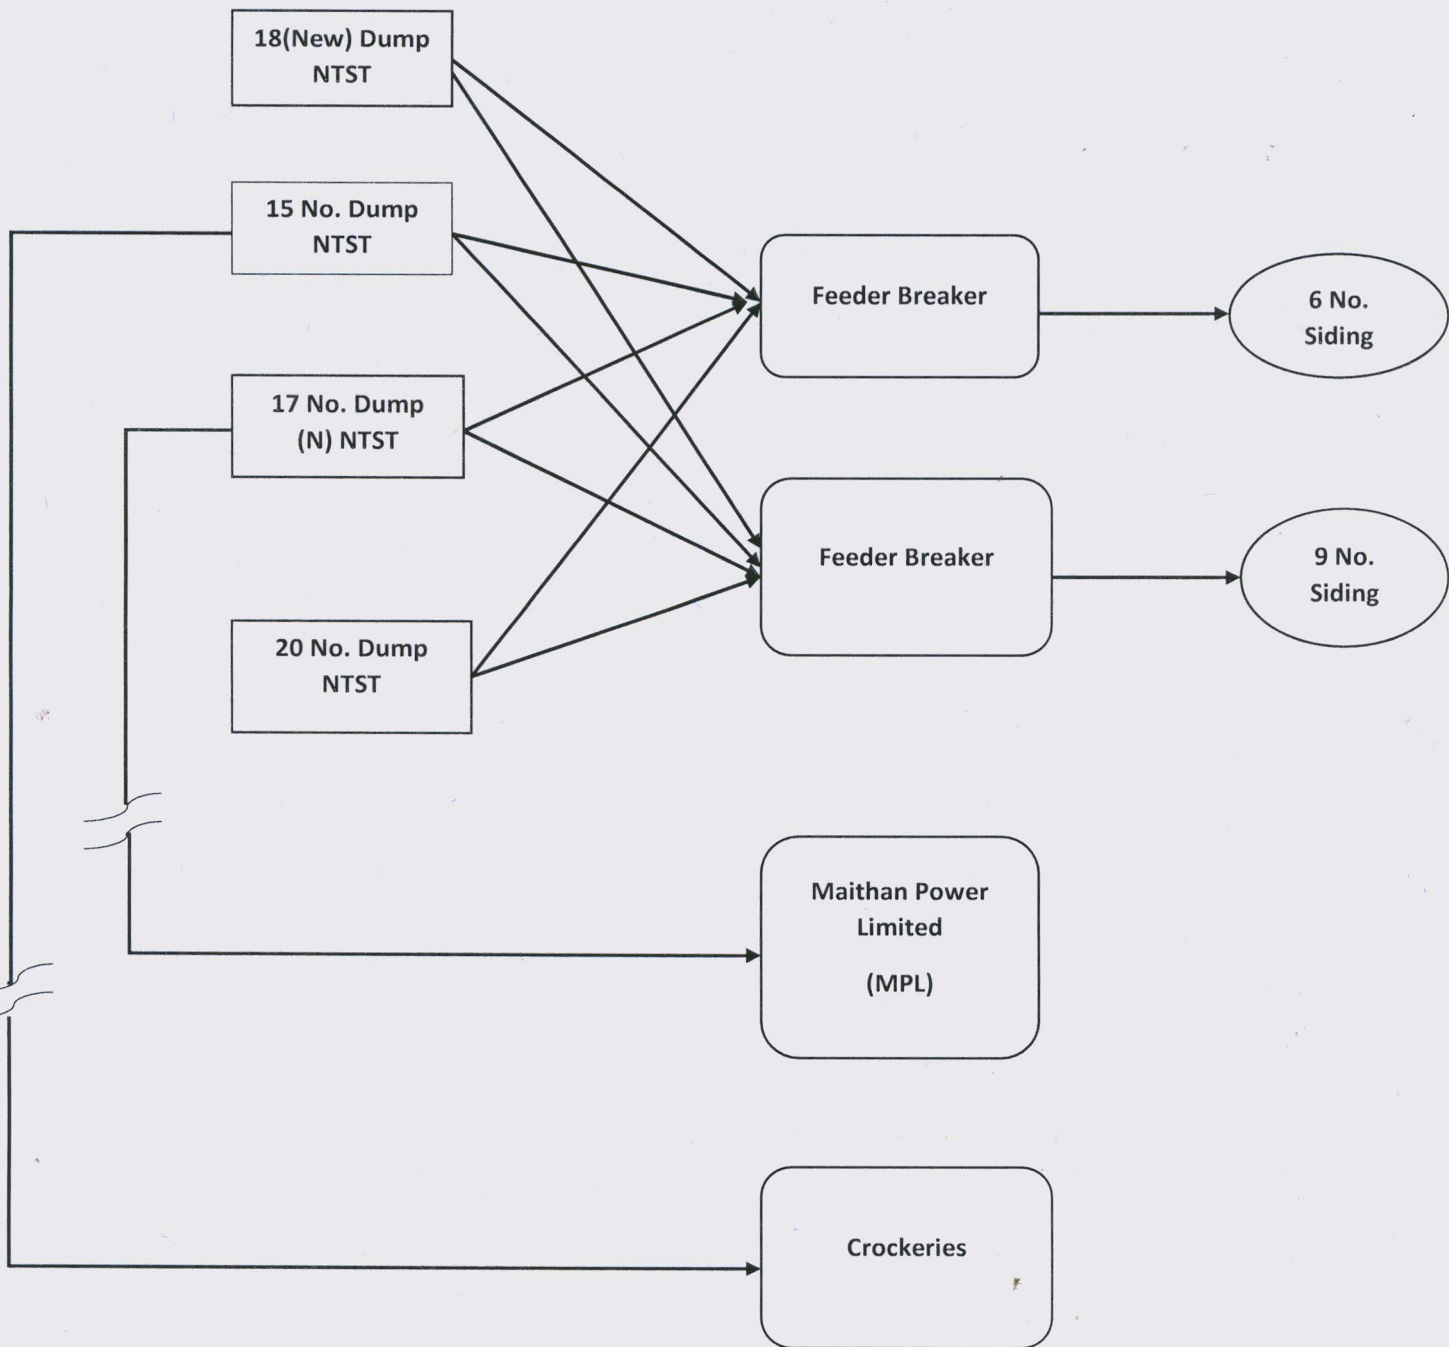 18(New) Dump
NTST
15 No. Dump
NTST
Feeder Breaker
6 No.
Siding
17 No. Dump
(N) NTST
Feeder Breaker
9 No.
Siding
20 No. Dump
NTST
Maithan Power
Limited
(MPL)
Crockeries